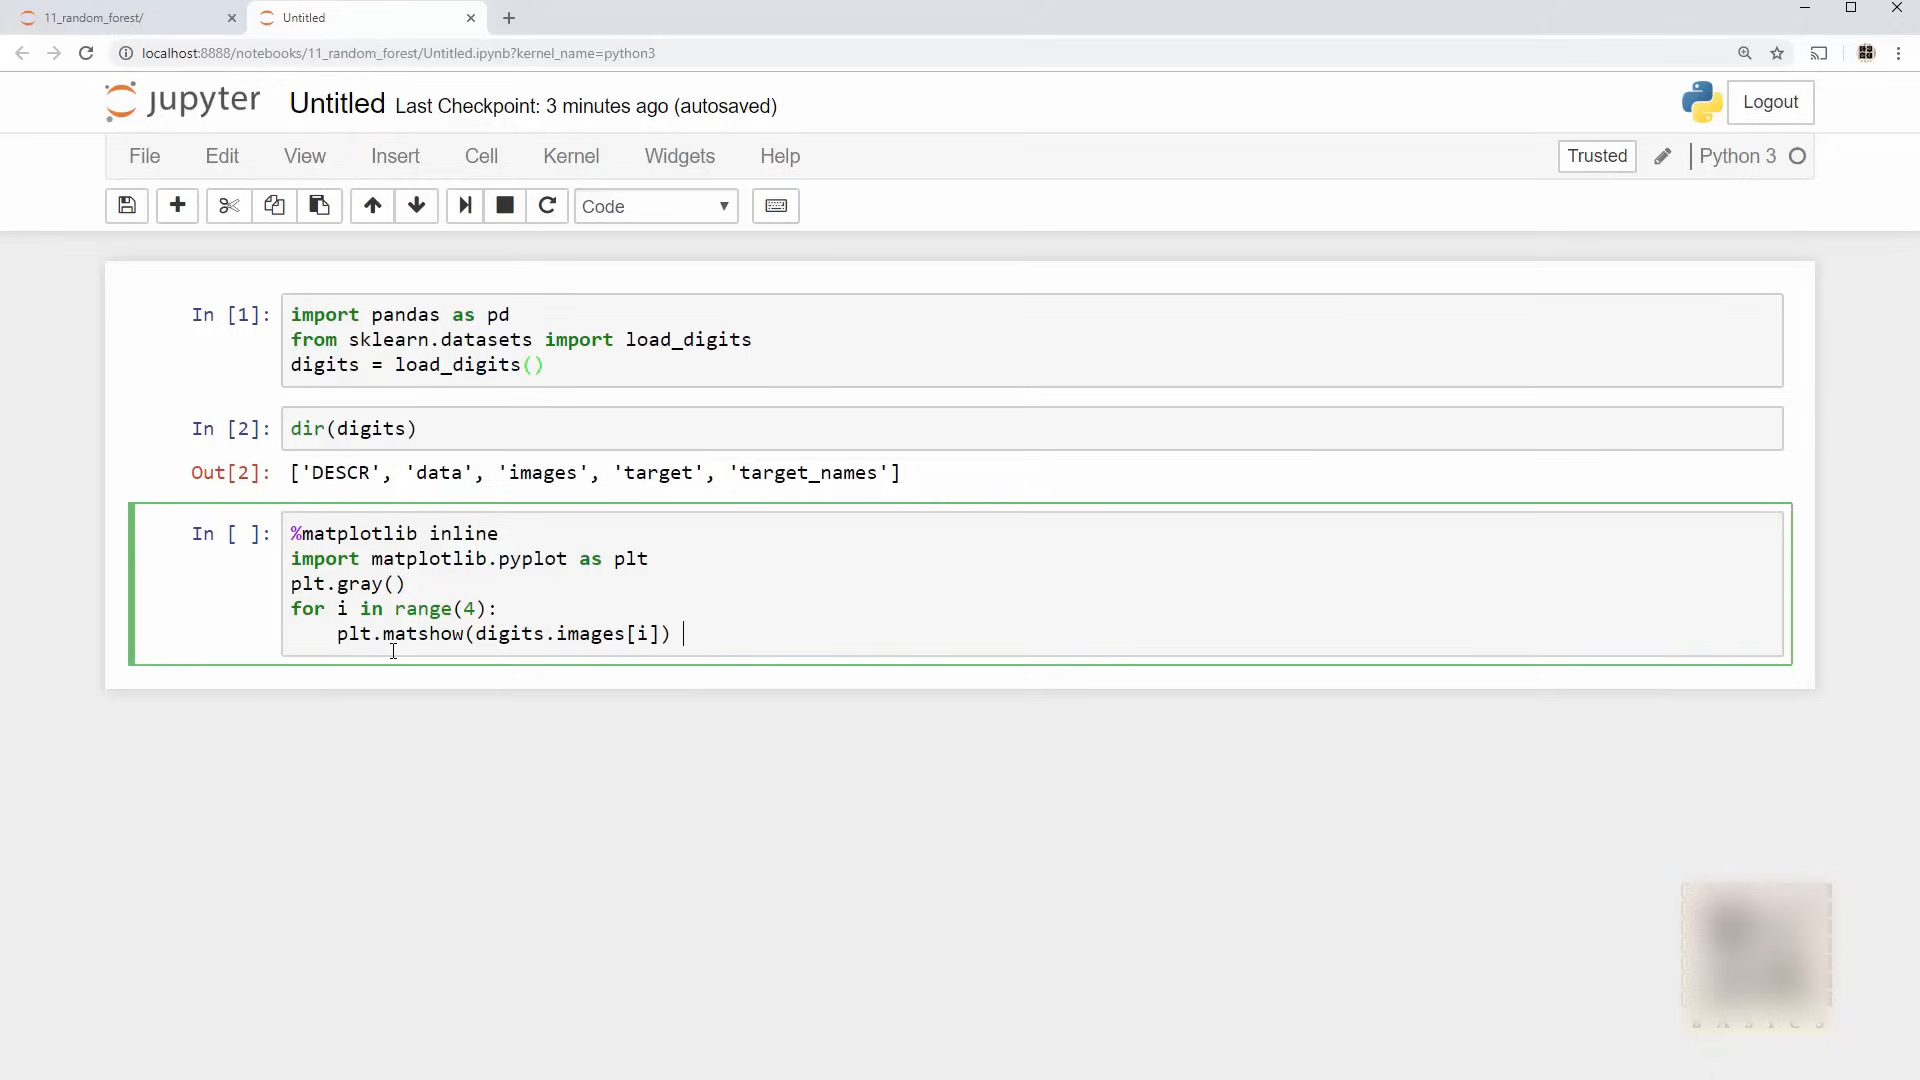 11_random_forest/
Untitled
localhost:8888/notebooks/11_random_forest/Untitled.ipynb?kernel_name=python3
jupyter Untitled Last Checkpoint: 3 minutes ago (autosaved) Logout
File Edit View Insert Cell Kernel Widgets Help Trusted Python 3
Code
In [1]: import pandas as pd
from sklearn.datasets import load_digits
digits = load_digits()
In [2]: dir(digits)
Out[2]: ['DESCR', 'data', 'images', 'target', 'target_names']
In [ ]: %matplotlib inline
import matplotlib.pyplot as plt
plt.gray()
for i in range(4):
    plt.matshow(digits.images[i])